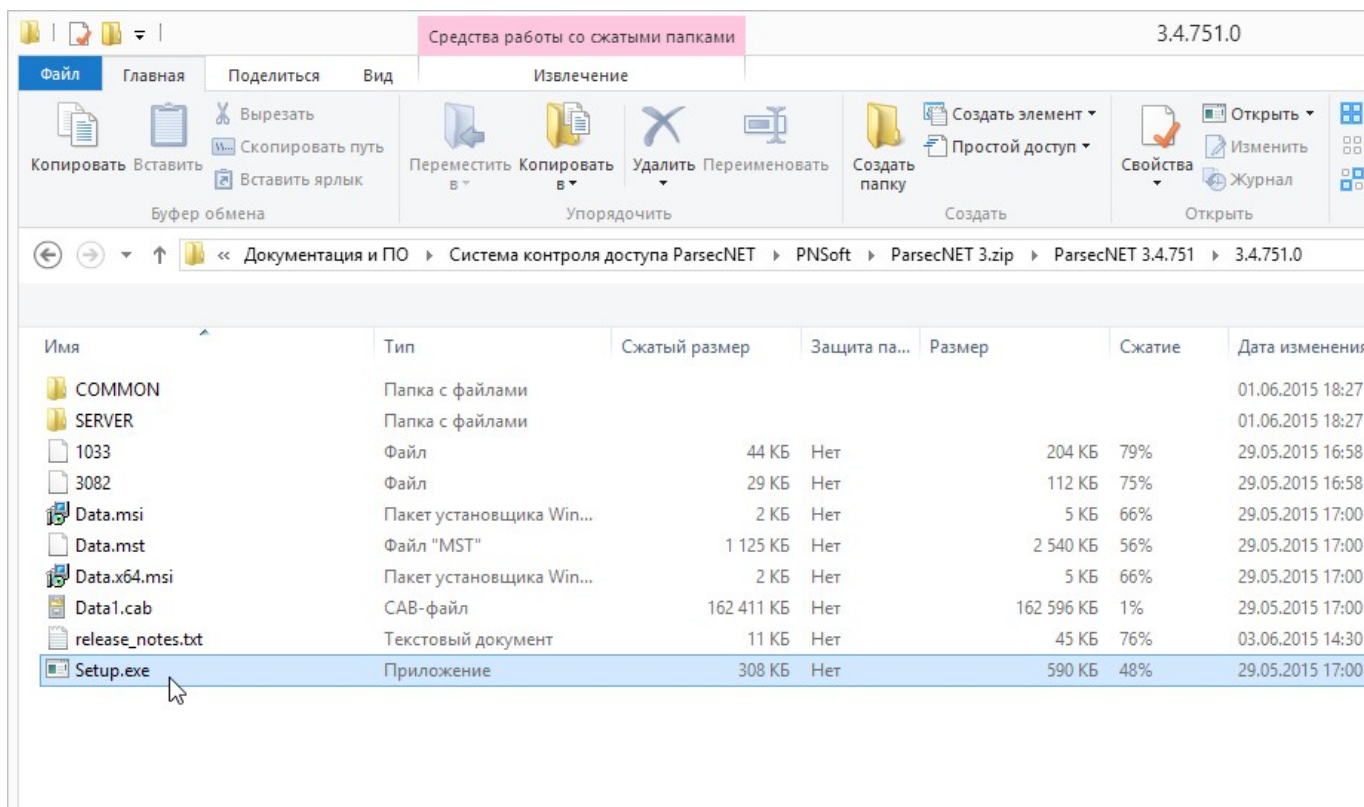 Средства работы со сжатыми папками
3.4.751.0
Файл Главная Поделиться Вид Извлечение
Копировать
Вставить
Вырезать
Скопировать путь
Вставить ярлык
Буфер обмена
Переместить в
Копировать в
Удалить
Переименовать
Упорядочить
Создать папку
Создать элемент
Простой доступ
Создать
Свойства
Открыть
Изменить
Журнал
Открыть
« Документация и ПО Система контроля доступа ParsecNET PNSoft ParsecNET 3.zip ParsecNET 3.4.751 3.4.751.0
Имя Тип Сжатый размер Защита па... Размер Сжатие Дата изменения
COMMON Папка с файлами 01.06.2015 18:27
SERVER Папка с файлами 01.06.2015 18:27
1033 Файл 44 КБ Нет 204 КБ 79% 29.05.2015 16:58
3082 Файл 29 КБ Нет 112 КБ 75% 29.05.2015 16:58
Data.msi Пакет установщика Win... 2 КБ Нет 5 КБ 66% 29.05.2015 17:00
Data.mst Файл "MST" 1 125 КБ Нет 2 540 КБ 56% 29.05.2015 17:00
Data.x64.msi Пакет установщика Win... 2 КБ Нет 5 КБ 66% 29.05.2015 17:00
Data1.cab CAB-файл 162 411 КБ Нет 162 596 КБ 1% 29.05.2015 17:00
release_notes.txt Текстовый документ 11 КБ Нет 45 КБ 76% 03.06.2015 14:30
Setup.exe Приложение 308 КБ Нет 590 КБ 48% 29.05.2015 17:00